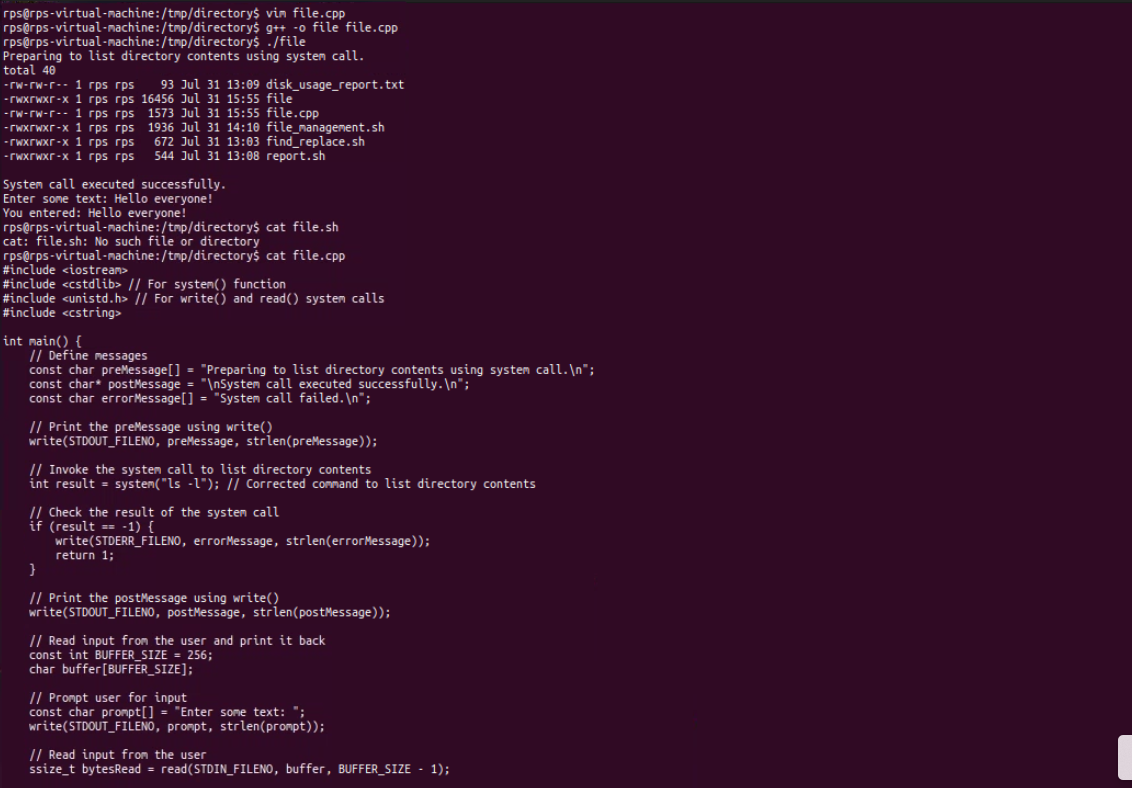 rps@rps-virtual-machine:/tmp/directory$ vim file.cpp
rps@rps-virtual-machine:/tmp/directory$ g++ -o file file.cpp
rps@rps-virtual-machine:/tmp/directory$ ./file
Preparing to list directory contents using system call.
total 40
-rw-rw-r-- 1 rps rps    93 Jul 31 13:09 disk_usage_report.txt
-rwxrwxr-x 1 rps rps 16456 Jul 31 15:55 file
-rw-rw-r-- 1 rps rps  1573 Jul 31 15:55 file.cpp
-rwxrwxr-x 1 rps rps  1936 Jul 31 14:10 file_management.sh
-rwxrwxr-x 1 rps rps   672 Jul 31 13:03 find_replace.sh
-rwxrwxr-x 1 rps rps   544 Jul 31 13:08 report.sh

System call executed successfully.
Enter some text: Hello everyone!
You entered: Hello everyone!
rps@rps-virtual-machine:/tmp/directory$ cat file.sh
cat: file.sh: No such file or directory
rps@rps-virtual-machine:/tmp/directory$ cat file.cpp
#include <iostream>
#include <cstdlib> // For system() function
#include <unistd.h> // For write() and read() system calls
#include <cstring>

int main() {
    // Define messages
    const char preMessage[] = "Preparing to list directory contents using system call.\n";
    const char* postMessage = "\nSystem call executed successfully.\n";
    const char errorMessage[] = "System call failed.\n";

    // Print the preMessage using write()
    write(STDOUT_FILENO, preMessage, strlen(preMessage));

    // Invoke the system call to list directory contents
    int result = system("ls -l"); // Corrected command to list directory contents

    // Check the result of the system call
    if (result == -1) {
        write(STDERR_FILENO, errorMessage, strlen(errorMessage));
        return 1;
    }

    // Print the postMessage using write()
    write(STDOUT_FILENO, postMessage, strlen(postMessage));

    // Read input from the user and print it back
    const int BUFFER_SIZE = 256;
    char buffer[BUFFER_SIZE];

    // Prompt user for input
    const char prompt[] = "Enter some text: ";
    write(STDOUT_FILENO, prompt, strlen(prompt));

    // Read input from the user
    ssize_t bytesRead = read(STDIN_FILENO, buffer, BUFFER_SIZE - 1);